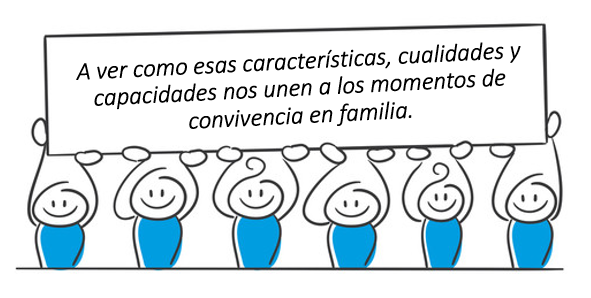 A ver como esas características, cualidades y
capacidades nos unen a los momentos de
convivencia en familia.